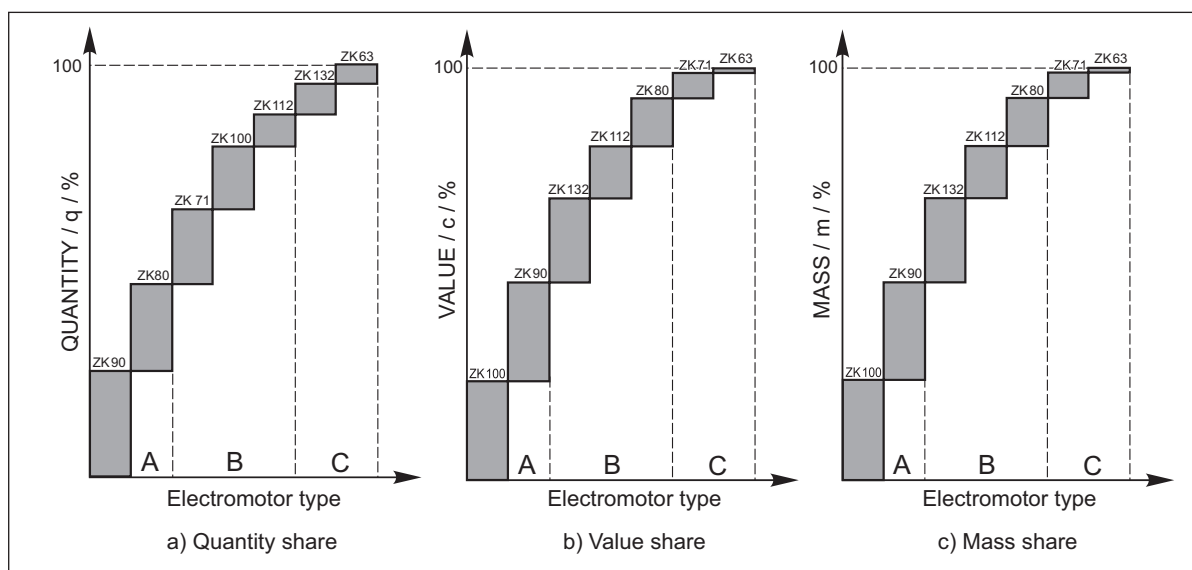 QUANTITY / q / %
100
ZK90
ZK80
ZK 71
ZK100
ZK112
ZK132
ZK63
A
B
C
Electromotor type
a) Quantity share
VALUE / c / %
100
ZK100
ZK90
ZK132
ZK112
ZK80
ZK71
ZK63
A
B
C
Electromotor type
b) Value share
MASS / m / %
100
ZK100
ZK90
ZK132
ZK112
ZK80
ZK71
ZK63
A
B
C
Electromotor type
c) Mass share